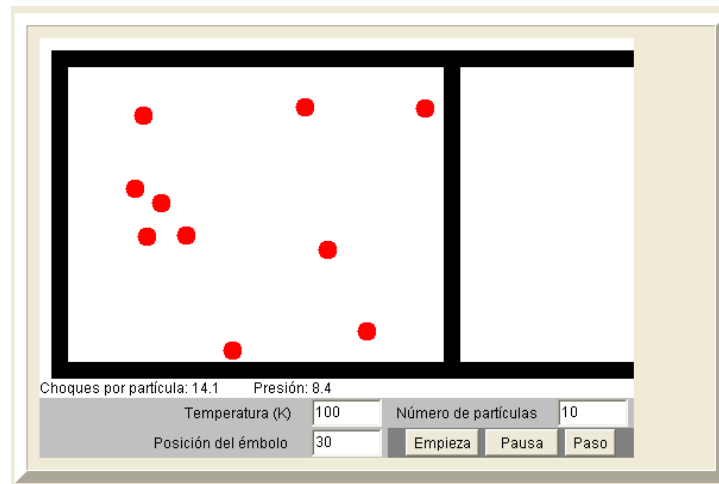 Choques por partícula: 14.1 Presión: 8.4
Temperatura (K) 100 Número de partículas 10
Posición del émbolo 30 Empieza Pausa Paso